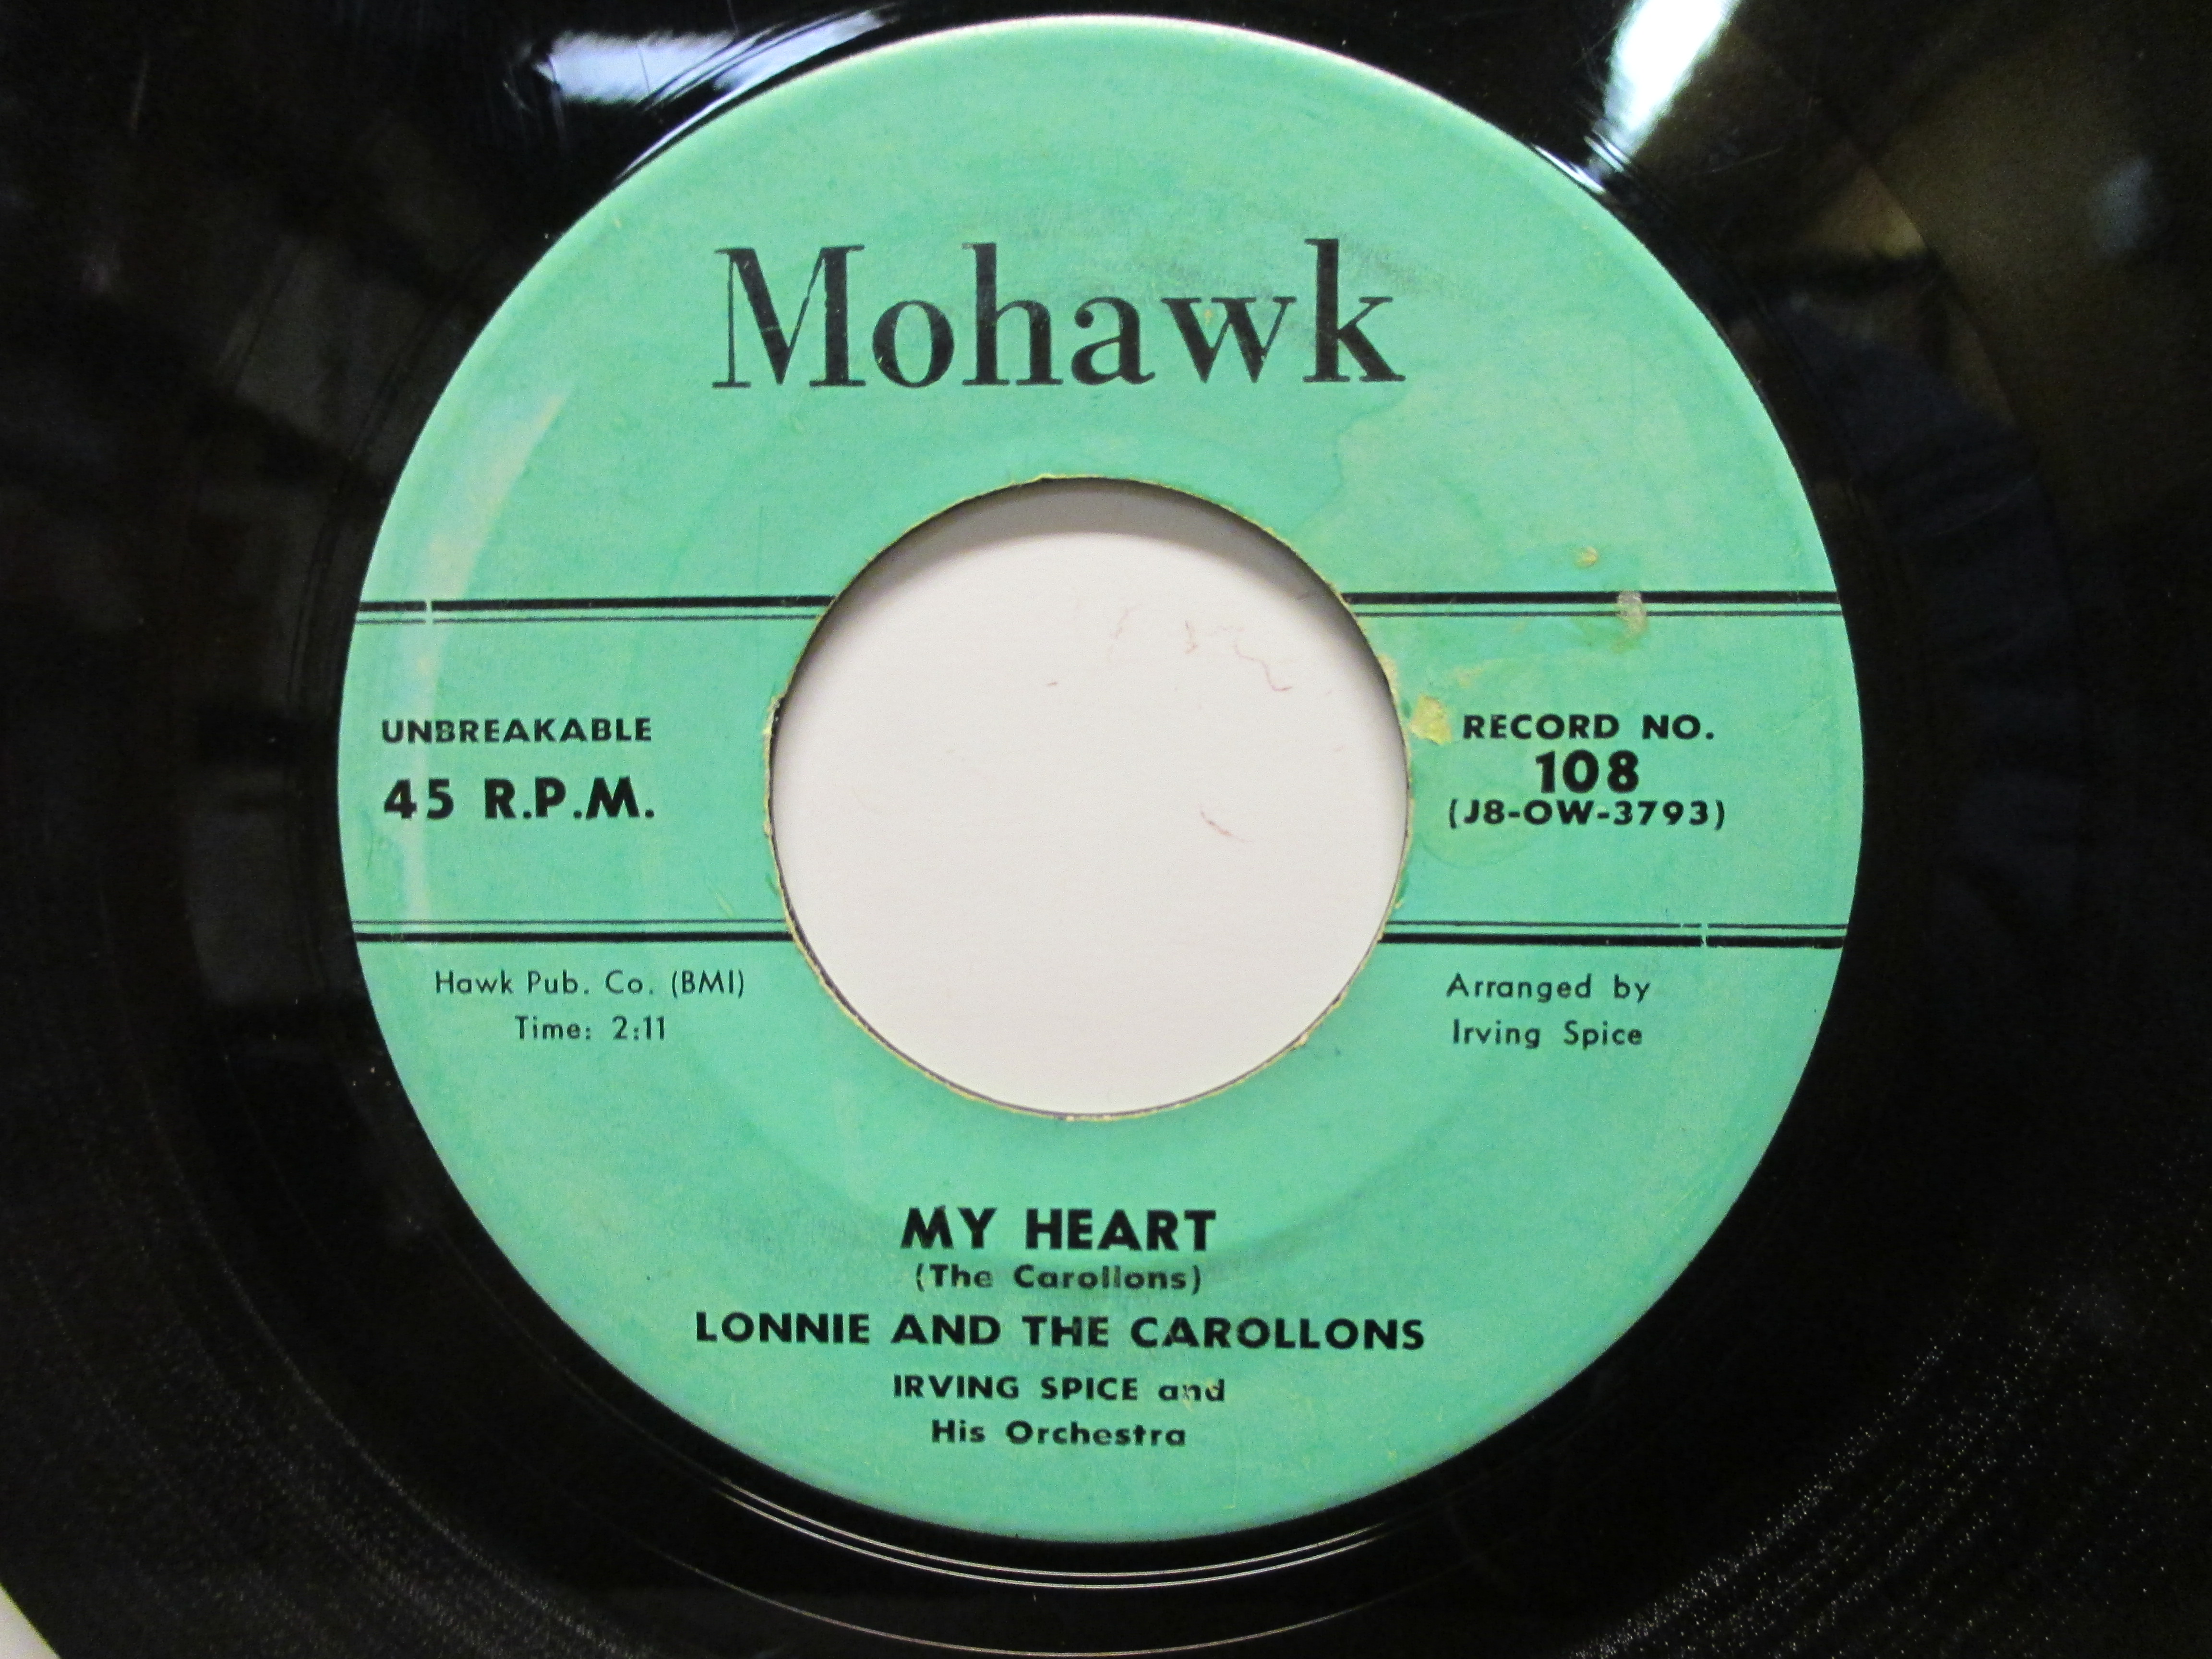 Mohawk
UNBREAKABLE
45 R.P.M.
RECORD NO.
108
(J8-OW-3793)
Hawk Pub. Co. (BMI)
Time: 2:11
Arranged by
Irving Spice
MY HEART
(The Carollons)
LONNIE AND THE CAROLLONS
IRVING SPICE and
His Orchestra